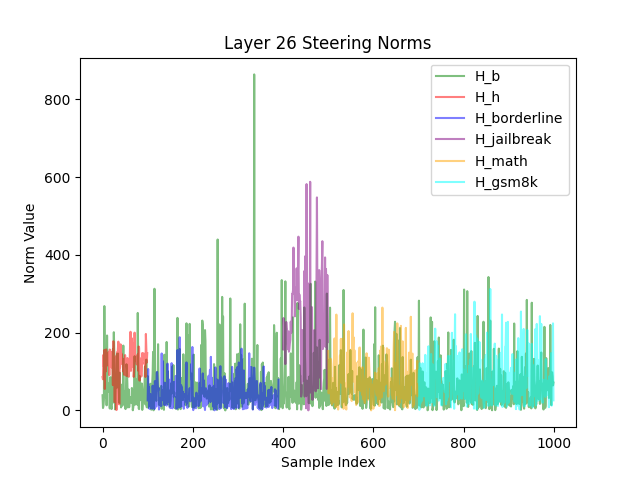 Layer 26 Steering Norms
H_b
H_h
H_borderline
H_jailbreak
H_math
H_gsm8k
Norm Value
800
600
400
200
0
0
200
400
600
800
1000
Sample Index